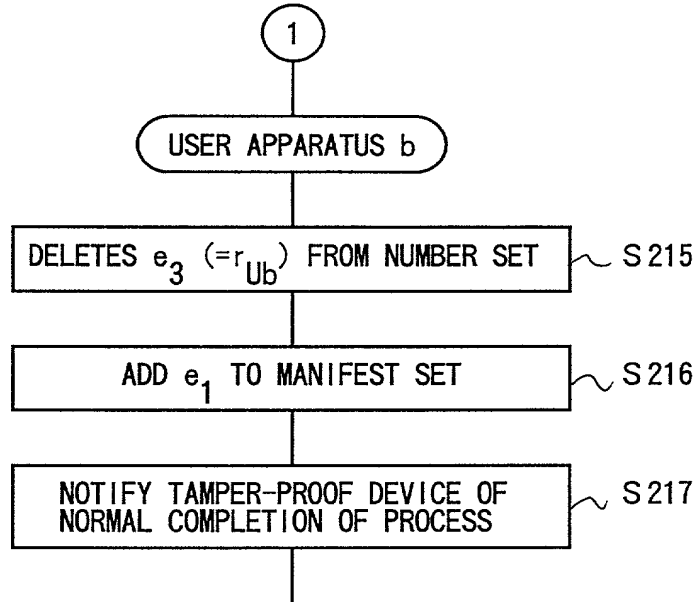 1
USER APPARATUS b
DELETES e3 (=rUb) FROM NUMBER SET
S215
ADD e1 TO MANIFEST SET
S216
NOTIFY TAMPER-PROOF DEVICE OF
NORMAL COMPLETION OF PROCESS
S217